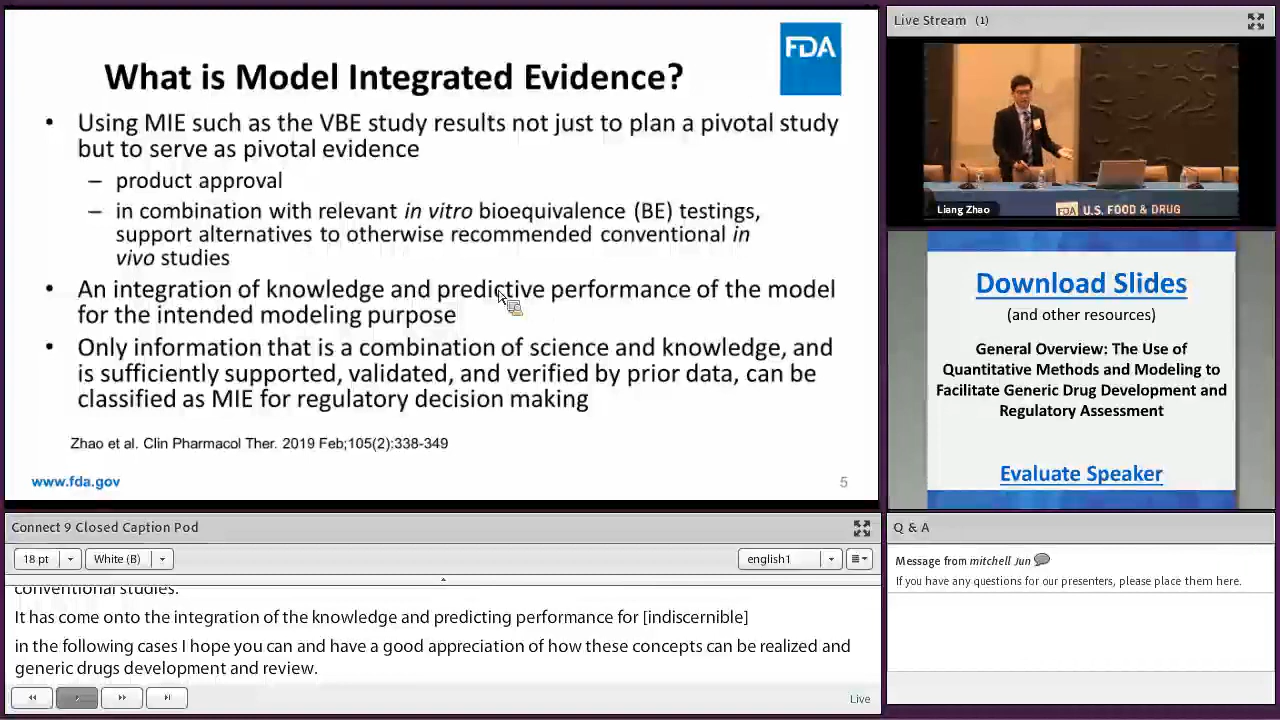 FDA
What is Model Integrated Evidence?
• Using MIE such as the VBE study results not just to plan a pivotal study
but to serve as pivotal evidence
– product approval
– in combination with relevant in vitro bioequivalence (BE) testings,
support alternatives to otherwise recommended conventional in
vivo studies
• An integration of knowledge and predictive performance of the model
for the intended modeling purpose
• Only information that is a combination of science and knowledge, and
is sufficiently supported, validated, and verified by prior data, can be
classified as MIE for regulatory decision making
Zhao et al. Clin Pharmacol Ther. 2019 Feb;105(2):338-349
www.fda.gov
5
Live Stream (1)
Liang Zhao
FDA U.S. FOOD & DRUG
Download Slides
(and other resources)
General Overview: The Use of
Quantitative Methods and Modeling to
Facilitate Generic Drug Development and
Regulatory Assessment
Evaluate Speaker
Connect 9 Closed Caption Pod
18 pt
White (B)
english1
conventional studies.
It has come onto the integration of the knowledge and predicting performance for [indiscernible]
in the following cases I hope you can and have a good appreciation of how these concepts can be realized and
generic drugs development and review.
Live
Q & A
Message from mitchell Jun
If you have any questions for our presenters, please place them here.